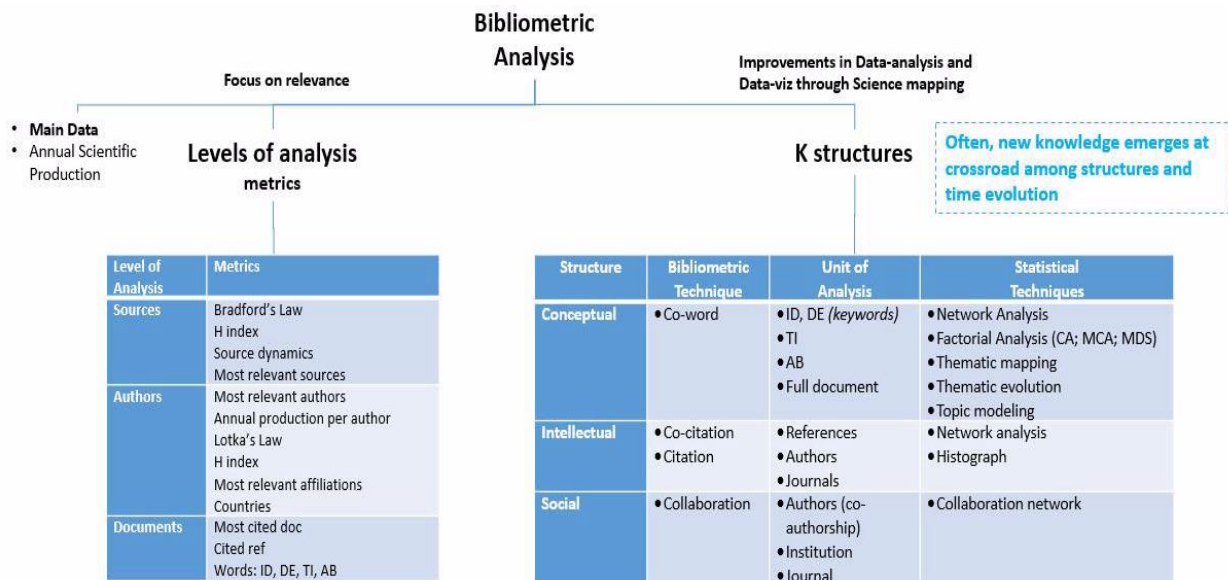 Bibliometric
Analysis
Focus on relevance
Improvements in Data-analysis and
Data-viz through Science mapping
• Main Data
• Annual Scientific
Production
Levels of analysis
metrics
K structures
Often, new knowledge emerges at
crossroad among structures and
time evolution
Level of
Analysis
Metrics
Sources
Bradford's Law
H index
Source dynamics
Most relevant sources
Authors
Most relevant authors
Annual production per author
Lotka's Law
H index
Most relevant affiliations
Countries
Documents
Most cited doc
Cited ref
Words: ID, DE, TI, AB
Structure
Bibliometric
Technique
Unit of
Analysis
Statistical
Techniques
Conceptual
• Co-word
• ID, DE (keywords)
• TI
• AB
• Full document
• Network Analysis
• Factorial Analysis (CA; MCA; MDS)
• Thematic mapping
• Thematic evolution
• Topic modeling
Intellectual
• Co-citation
• Citation
• References
• Authors
• Journals
• Network analysis
• Histograph
Social
• Collaboration
• Authors (co-
authorship)
• Institution
• Journal
• Collaboration network